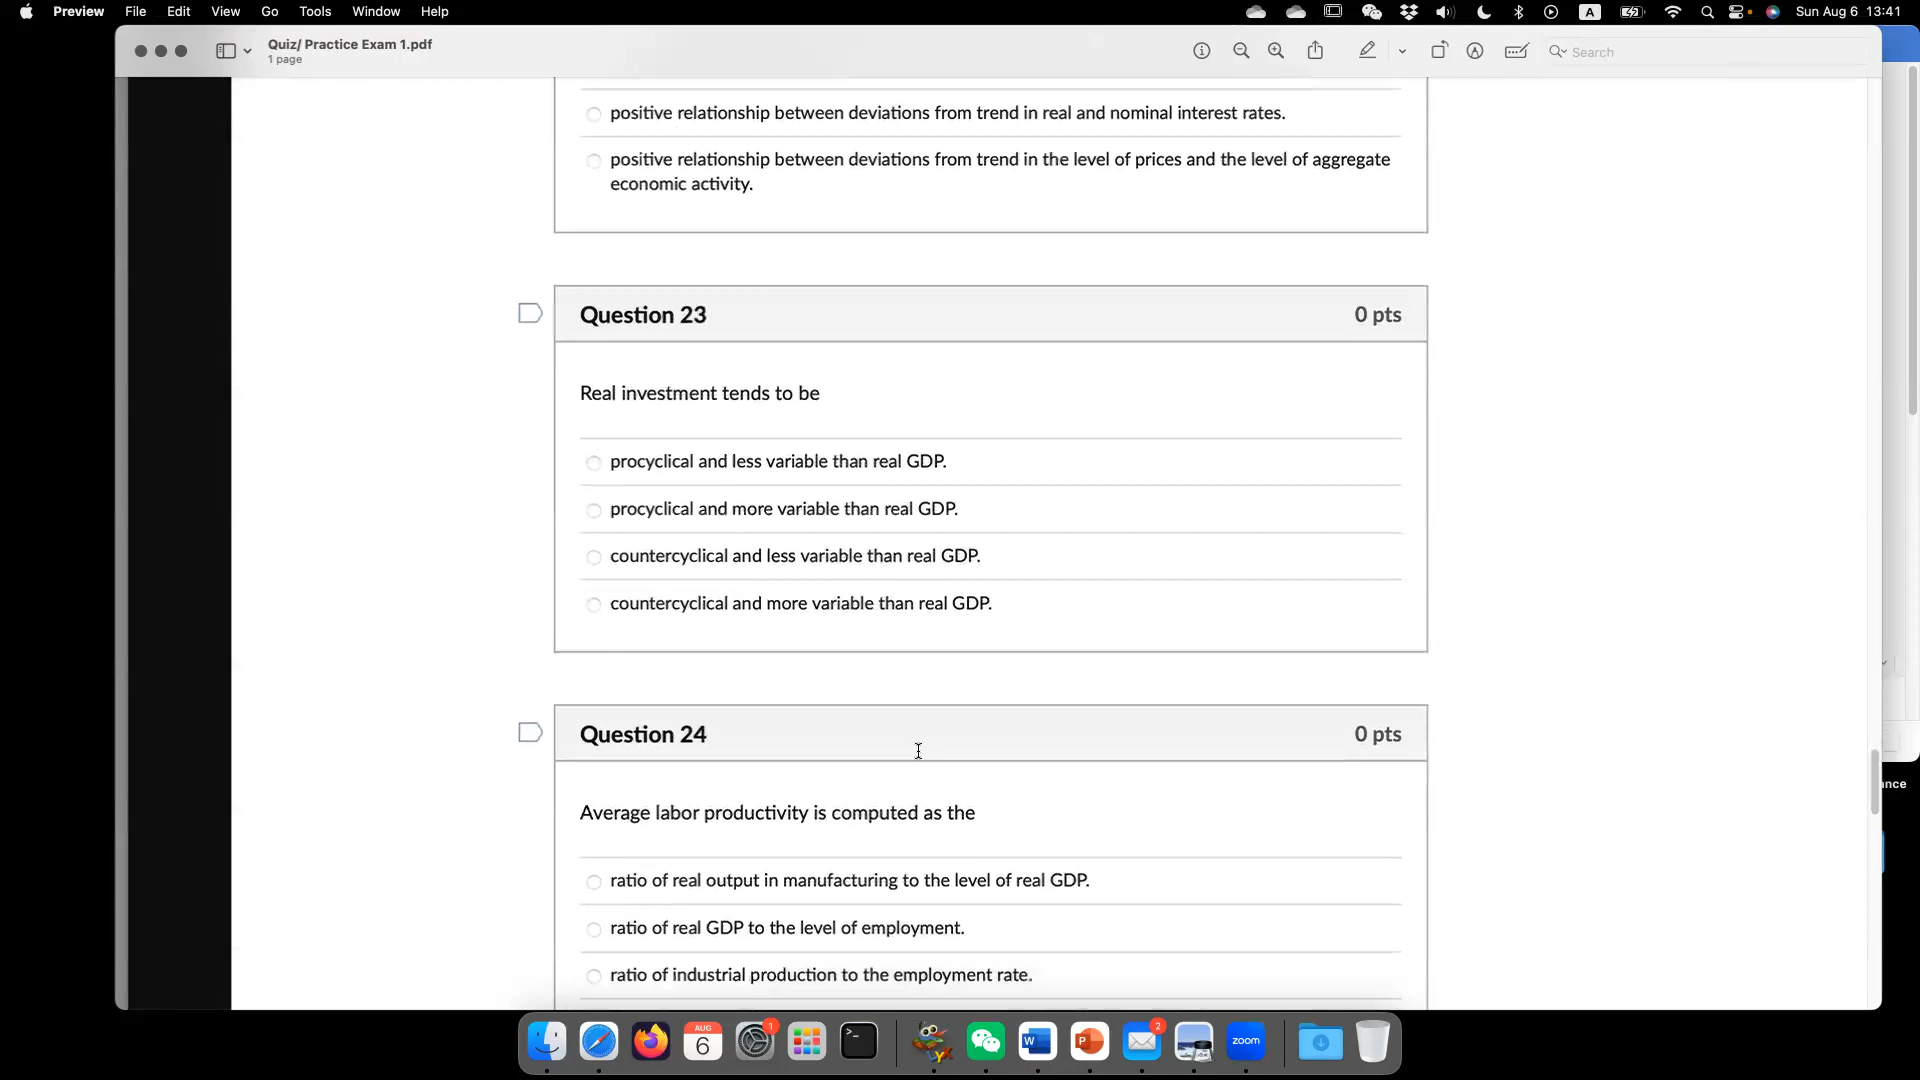 Preview File Edit View Go Tools Window Help
A
Sun Aug 6 13:41
Quiz/ Practice Exam 1.pdf
1 page
Search
positive relationship between deviations from trend in real and nominal interest rates.
positive relationship between deviations from trend in the level of prices and the level of aggregate
economic activity.
Question 23 0 pts
Real investment tends to be
procyclical and less variable than real GDP.
procyclical and more variable than real GDP.
countercyclical and less variable than real GDP.
countercyclical and more variable than real GDP.
Question 24 0 pts
Average labor productivity is computed as the
ratio of real output in manufacturing to the level of real GDP.
ratio of real GDP to the level of employment.
ratio of industrial production to the employment rate.
AUG
6
1
2
W
P
zoom